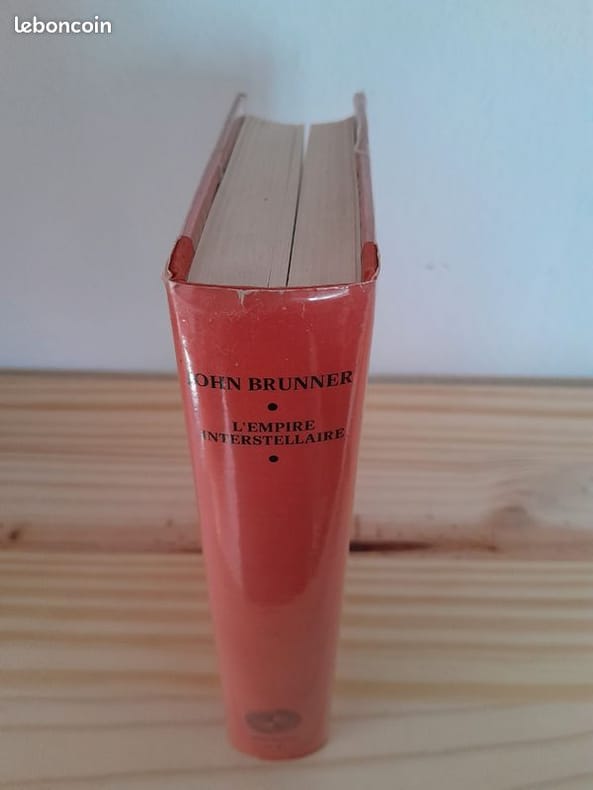 leboncoin
JOHN BRUNNER
L'EMPIRE
INTERSTELLAIRE